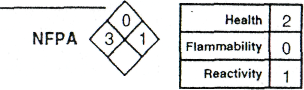 0
NFPA 3 1
Health 2
Flammability 0
Reactivity 1